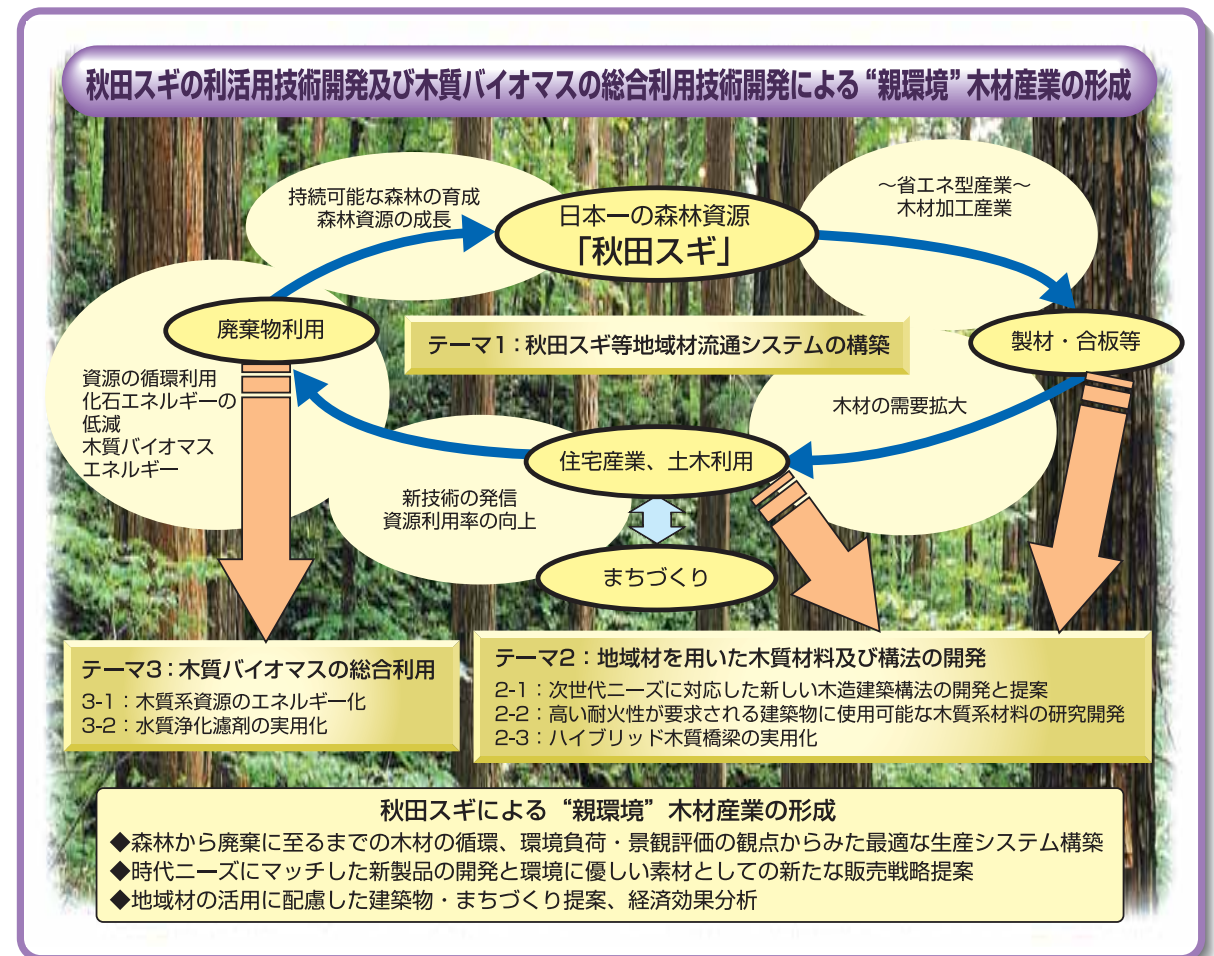 秋田スギの利活用技術開発及び木質バイオマスの総合利用技術開発による“親環境”木材産業の形成
持続可能な森林の育成
森林資源の成長
日本一の森林資源
「秋田スギ」
～省エネ型産業～
木材加工産業
廃棄物利用
テーマ1：秋田スギ等地域材流通システムの構築
製材・合板等
資源の循環利用
化石エネルギーの
低減
木質バイオマス
エネルギー
木材の需要拡大
住宅産業、土木利用
新技術の発信
資源利用率の向上
まちづくり
テーマ3：木質バイオマスの総合利用
3-1：木質系資源のエネルギー化
3-2：水質浄化濾剤の実用化
テーマ2：地域材を用いた木質材料及び構法の開発
2-1：次世代ニーズに対応した新しい木造建築構法の開発と提案
2-2：高い耐火性が要求される建築物に使用可能な木質系材料の研究開発
2-3：ハイブリッド木質橋梁の実用化
秋田スギによる“親環境”木材産業の形成
◆森林から廃棄に至るまでの木材の循環、環境負荷・景観評価の観点からみた最適な生産システム構築
◆時代ニーズにマッチした新製品の開発と環境に優しい素材としての新たな販売戦略提案
◆地域材の活用に配慮した建築物・まちづくり提案、経済効果分析